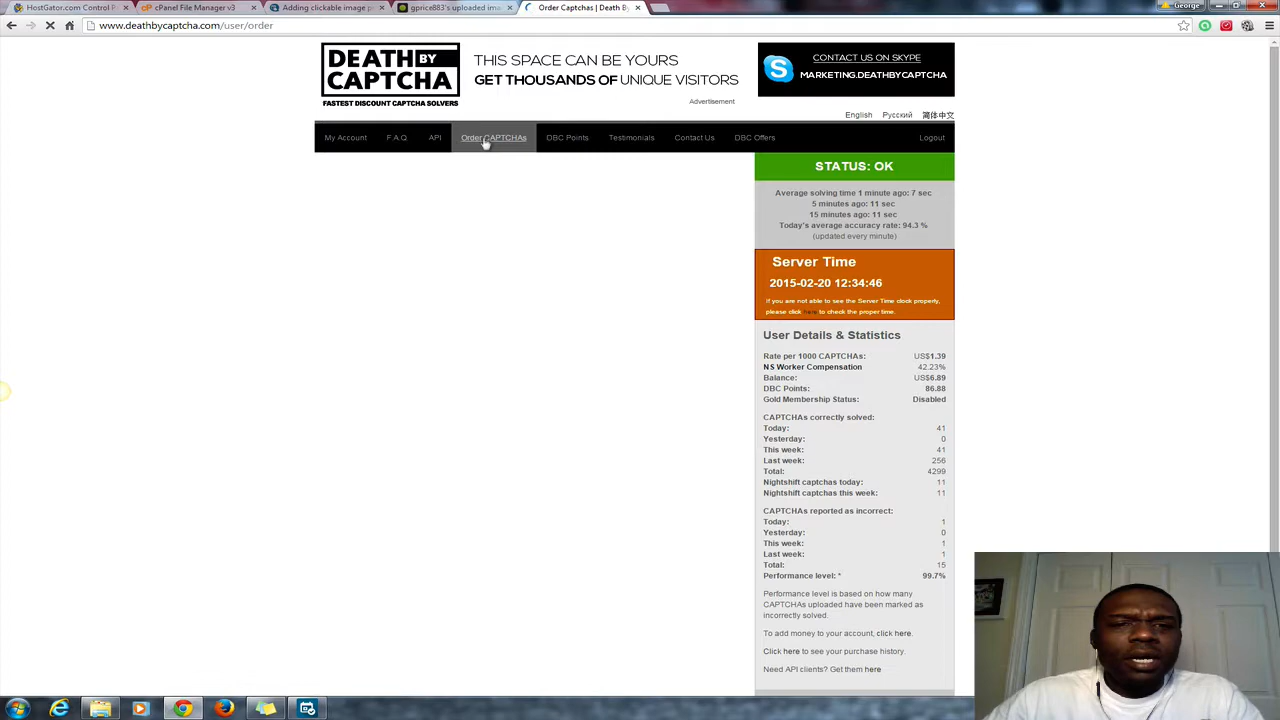 HostGator.com Control P
cPanel File Manager v3
Adding clickable image p
gprice883's uploaded ima
Order Captchas | Death B
George
www.deathbycaptcha.com/user/order
DEATH BY
CAPTCHA
FASTEST DISCOUNT CAPTCHA SOLVERS
THIS SPACE CAN BE YOURS
GET THOUSANDS OF UNIQUE VISITORS
Advertisement
CONTACT US ON SKYPE
MARKETING.DEATHBYCAPTCHA
English Русский 简体中文
My Account F.A.Q. API Order CAPTCHAs DBC Points Testimonials Contact Us DBC Offers Logout
STATUS: OK
Average solving time 1 minute ago: 7 sec
5 minutes ago: 11 sec
15 minutes ago: 11 sec
Today's average accuracy rate: 94.3 %
(updated every minute)
Server Time
2015-02-20 12:34:46
If you are not able to see the Server Time clock properly,
please click here to check the proper time.
User Details & Statistics
Rate per 1000 CAPTCHAs: US$1.39
NS Worker Compensation 42.23%
Balance: US$6.89
DBC Points: 86.88
Gold Membership Status: Disabled
CAPTCHAs correctly solved:
Today: 41
Yesterday: 0
This week: 41
Last week: 256
Total: 4299
Nightshift captchas today: 11
Nightshift captchas this week: 11
CAPTCHAs reported as incorrect:
Today: 1
Yesterday: 0
This week: 1
Last week: 1
Total: 15
Performance level: * 99.7%
Performance level is based on how many
CAPTCHAs uploaded have been marked as
incorrectly solved.
To add money to your account, click here.
Click here to see your purchase history.
Need API clients? Get them here